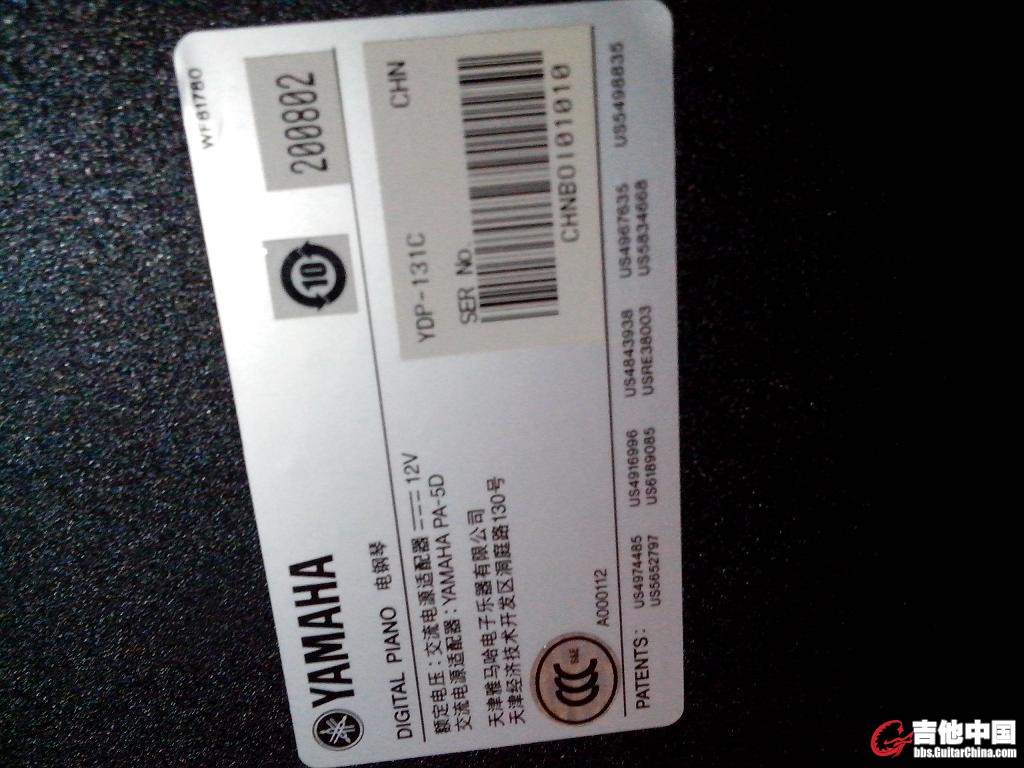 WF81780
YAMAHA
10
200802
DIGITAL PIANO 电钢琴
额定电压：交流电源适配器 12V
交流电源适配器：YAMAHA PA-5D
天津雅马哈电子乐器有限公司
天津经济技术开发区洞庭路130号
CCC S&E
A000112
YDP-131C CHN
SER No.
CHNBO101010
PATENTS: US4974485 US4916996 US4843938 US4967635 US5498835
US5652797 US6189085 USRE38003 US5834668
吉他中国
bbs.GuitarChina.com